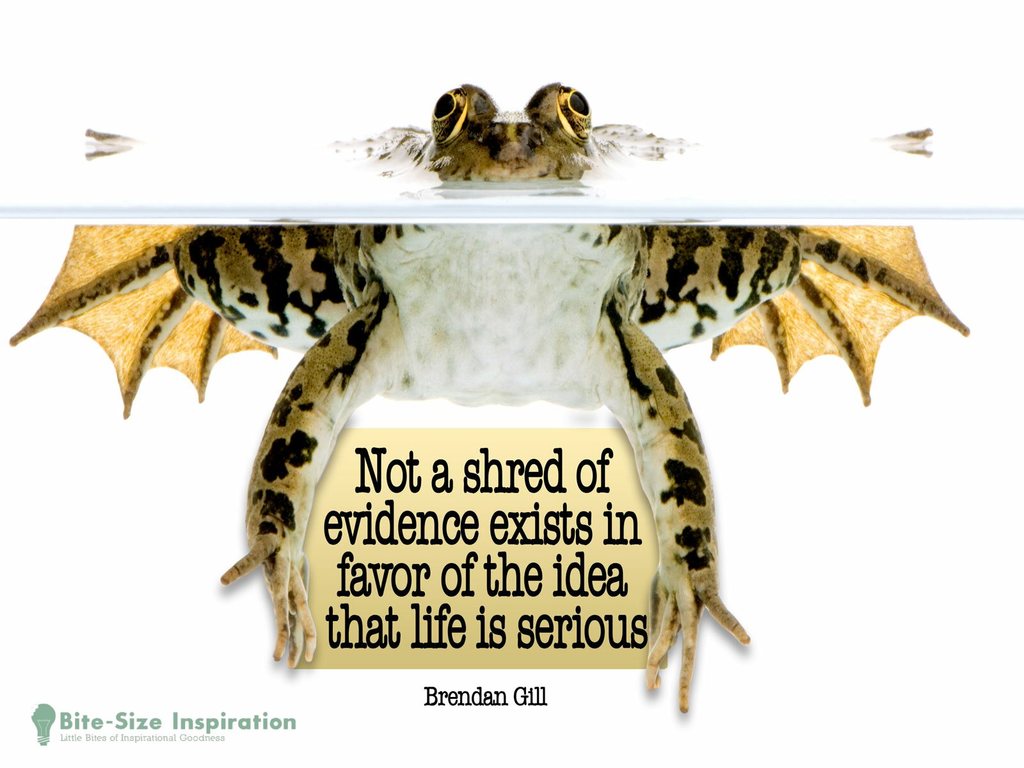 Not a shred of
evidence exists in
favor of the idea
that life is serious
Brendan Gill
Bite-Size Inspiration
Little Bites of Inspirational Goodness